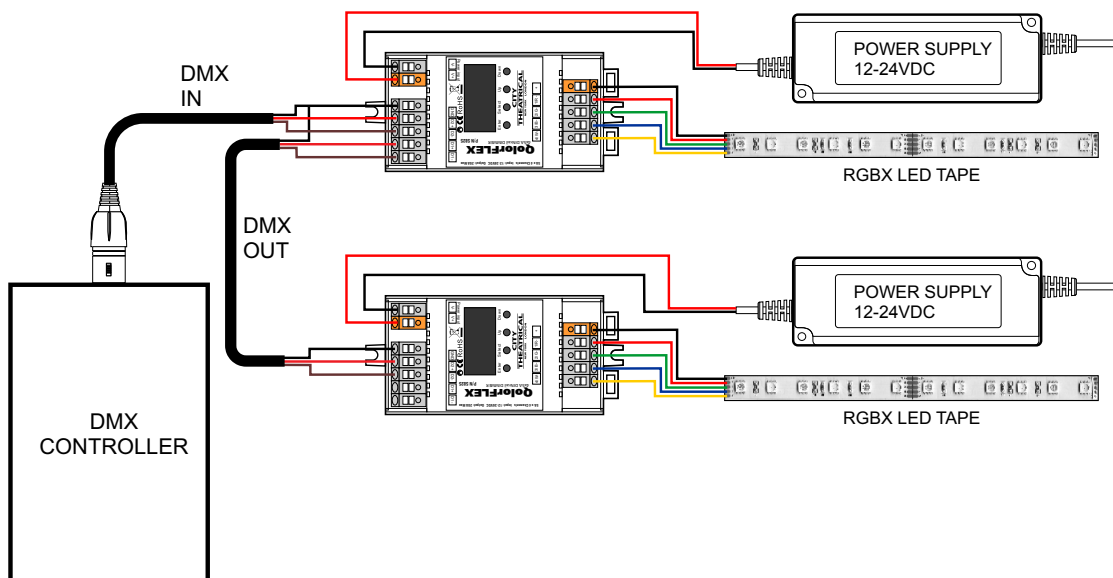 DMX
IN
POWER SUPPLY
12-24VDC
CITY
THEATRICAL
QolorFLEX
RGBX LED TAPE
DMX
OUT
POWER SUPPLY
12-24VDC
CITY
THEATRICAL
QolorFLEX
RGBX LED TAPE
DMX
CONTROLLER